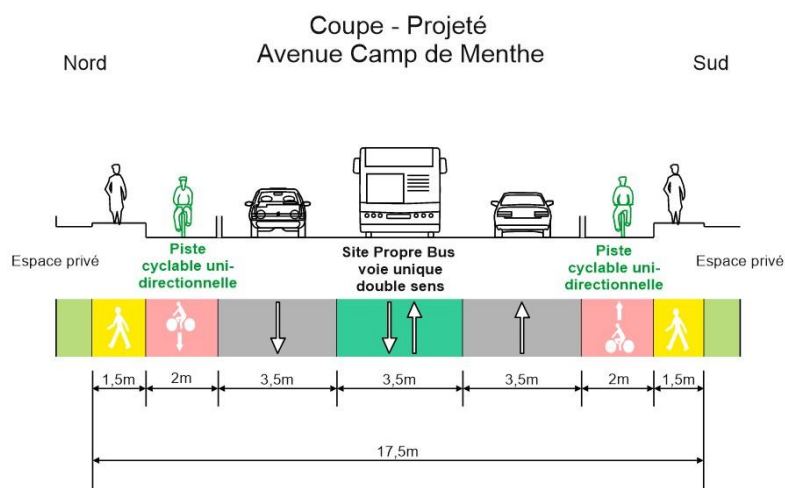 Coupe - Projeté
Avenue Camp de Menthe
Nord
Sud
Espace privé
Piste
cyclable uni-
directionnelle
Site Propre Bus
voie unique
double sens
Piste
cyclable uni-
directionnelle
Espace privé
1,5m
2m
3,5m
3,5m
3,5m
2m
1,5m
17,5m